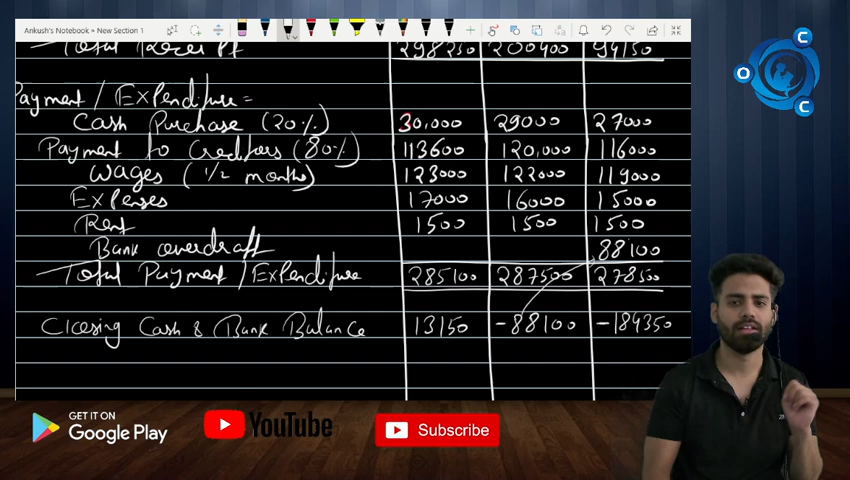 Ankush's Notebook » New Section 1
Total Receipt 298250 200400 94150
Payment / Expenditure =
Cash Purchase (20%) 30,000 29000 27000
Payment to Creditors (80%) 113600 120,000 116000
Wages (1/2 months) 123000 122000 119000
Expenses 17000 16000 15000
Rent 1500 1500 1500
Bank overdraft 88100
Total Payment / Expenditure 285100 287500 278500
Closing Cash & Bank Balance 13150 -88100 -184350
O C C
GET IT ON
Google Play
YouTube
Subscribe